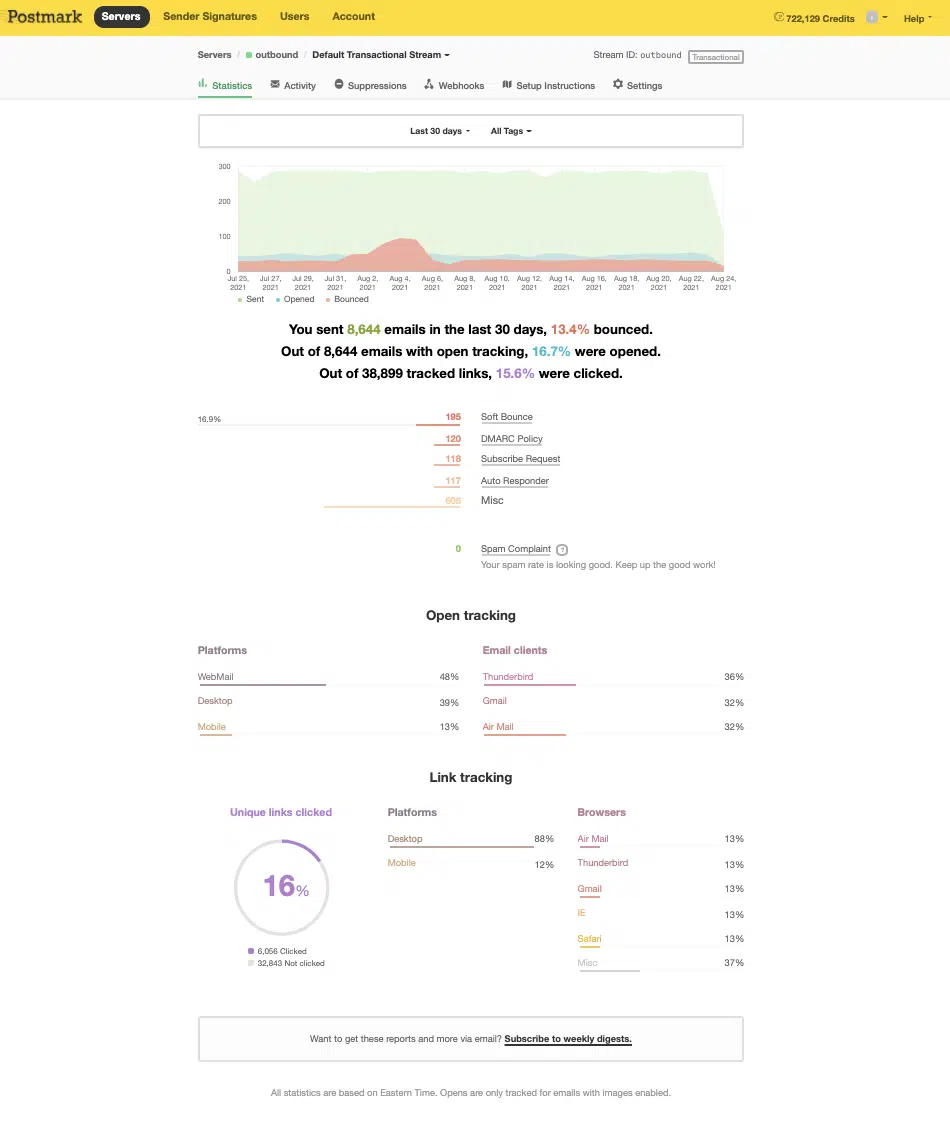 Postmark Servers Sender Signatures Users Account 722,129 Credits Help
Servers / outbound / Default Transactional Stream Stream ID: outbound Transactional
Statistics Activity Suppressions Webhooks Setup Instructions Settings
Last 30 days All Tags
300
200
100
0
Jul 25, 2021 Jul 27, 2021 Jul 29, 2021 Jul 31, 2021 Aug 2, 2021 Aug 4, 2021 Aug 6, 2021 Aug 8, 2021 Aug 10, 2021 Aug 12, 2021 Aug 14, 2021 Aug 16, 2021 Aug 18, 2021 Aug 20, 2021 Aug 22, 2021 Aug 24, 2021
Sent Opened Bounced
You sent 8,644 emails in the last 30 days, 13.4% bounced.
Out of 8,644 emails with open tracking, 16.7% were opened.
Out of 38,899 tracked links, 15.6% were clicked.
16.9% 195 Soft Bounce
120 DMARC Policy
118 Subscribe Request
117 Auto Responder
Misc
0 Spam Complaint ?
Your spam rate is looking good. Keep up the good work!
Open tracking
Platforms
WebMail 48%
Desktop 39%
Mobile 13%
Email clients
Thunderbird 36%
Gmail 32%
Air Mail 32%
Link tracking
Unique links clicked
16%
6,056 Clicked
32,843 Not clicked
Platforms
Desktop 88%
Mobile 12%
Browsers
Air Mail 13%
Thunderbird 13%
Gmail 13%
IE 13%
Safari 13%
Misc 37%
Want to get these reports and more via email? Subscribe to weekly digests.
All statistics are based on Eastern Time. Opens are only tracked for emails with images enabled.